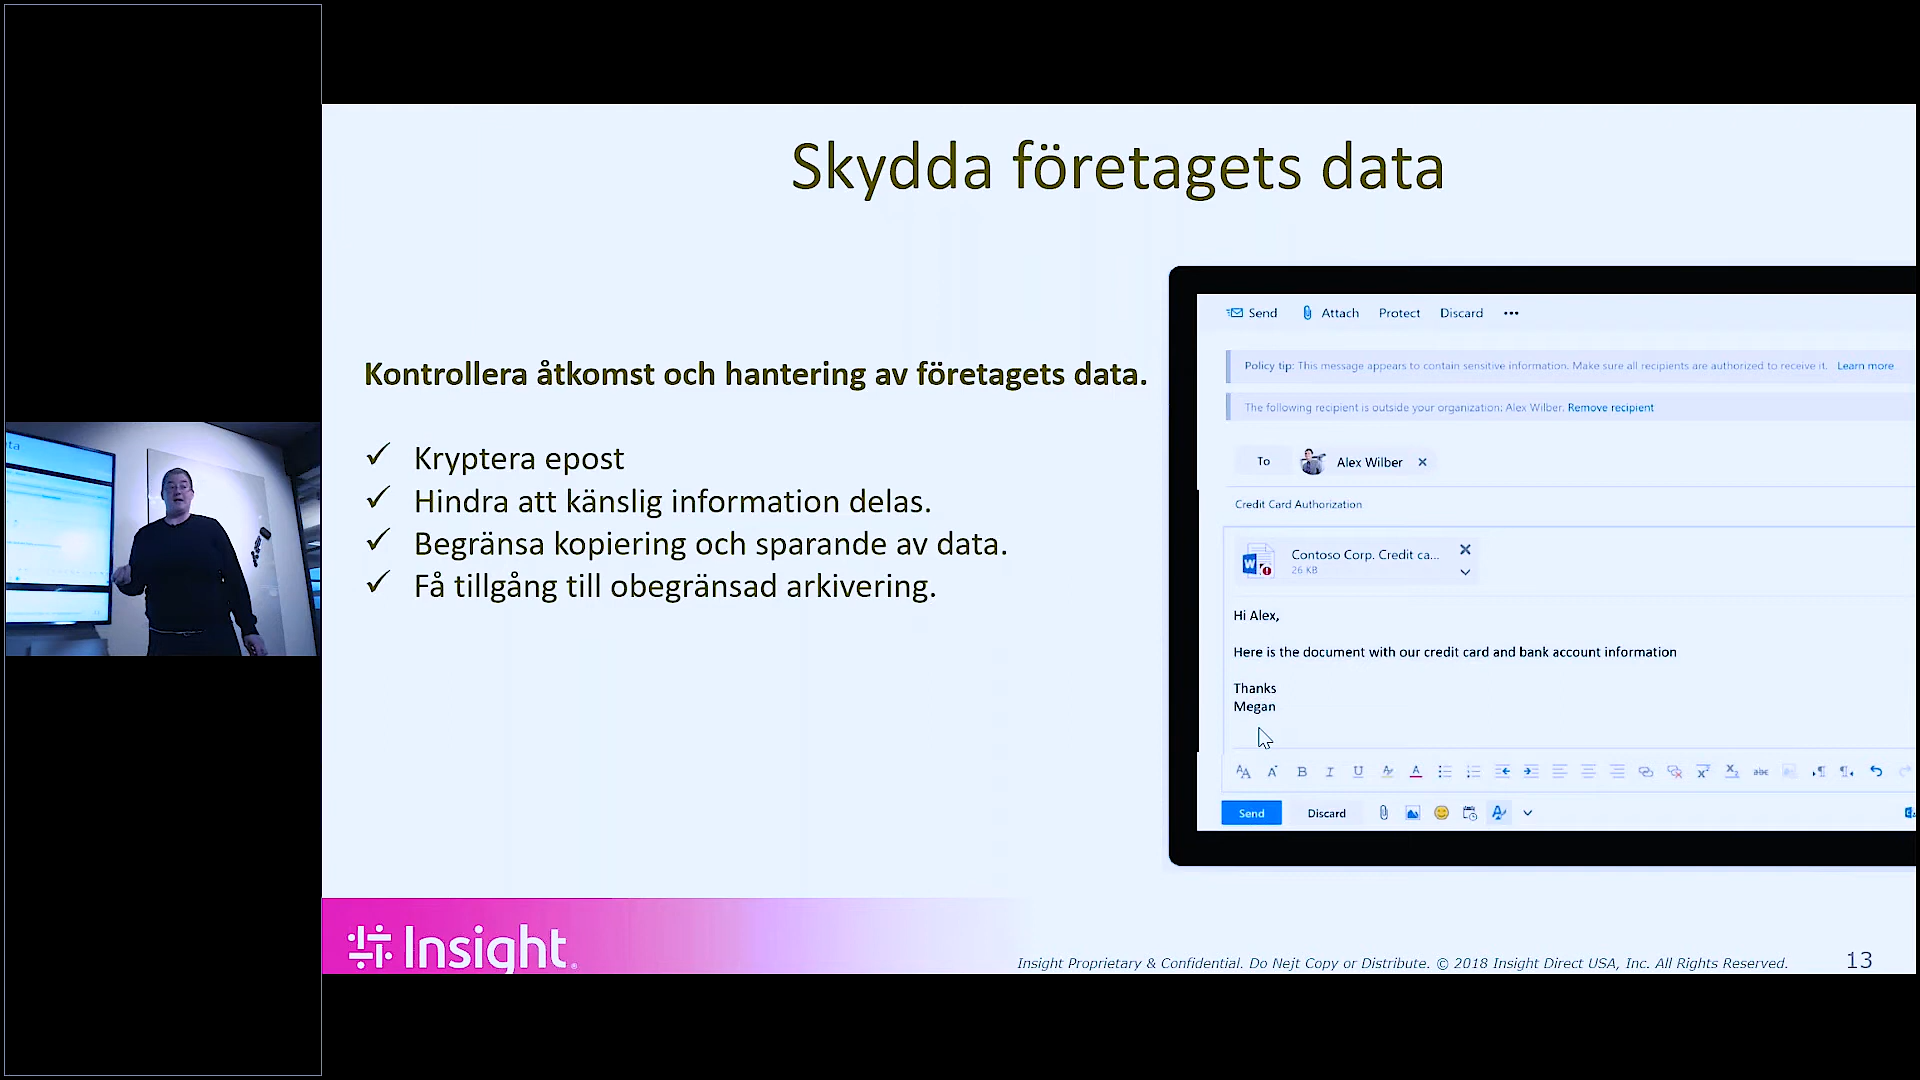 Skydda företagets data
Kontrollera åtkomst och hantering av företagets data.
✓ Kryptera epost
✓ Hindra att känslig information delas.
✓ Begränsa kopiering och sparande av data.
✓ Få tillgång till obegränsad arkivering.
Send Attach Protect Discard •••
Policy tip: This message appears to contain sensitive information. Make sure all recipients are authorized to receive it. Learn more
The following recipient is outside your organization: Alex Wilber. Remove recipient
To Alex Wilber
Credit Card Authorization
Contoso Corp. Credit ca...
26 KB
Hi Alex,
Here is the document with our credit card and bank account information
Thanks
Megan
Send Discard
Insight
Insight Proprietary & Confidential. Do Nejt Copy or Distribute. © 2018 Insight Direct USA, Inc. All Rights Reserved. 13